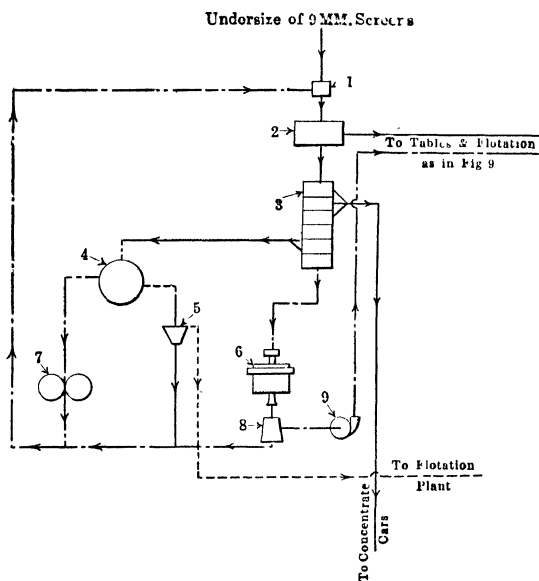 Undorsize of 9 MM. Screens
1
2
To Tables & Flotation
as in Fig 9
3
4
5
6
7
8
9
To Flotation
Plant
To Concentrate
Cars